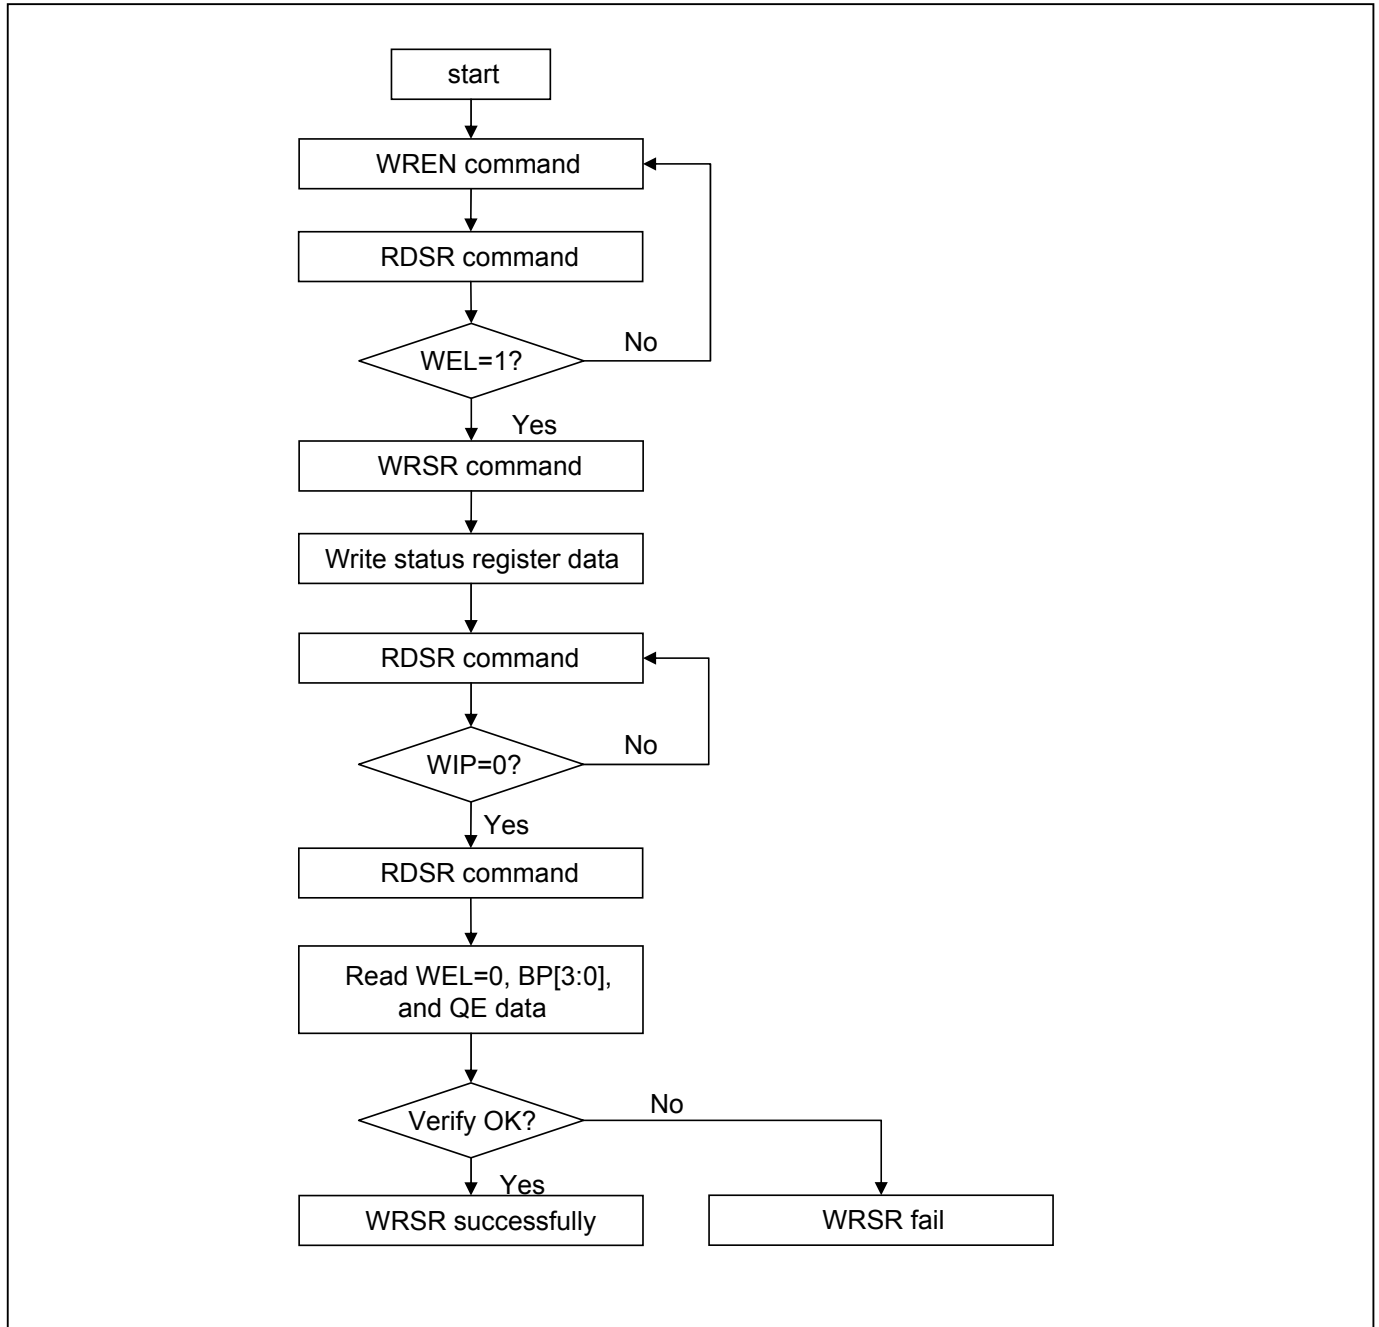 start
WREN command
RDSR command
WEL=1?
No
Yes
WRSR command
Write status register data
RDSR command
WIP=0?
No
Yes
RDSR command
Read WEL=0, BP[3:0],
and QE data
Verify OK?
No
Yes
WRSR successfully
WRSR fail